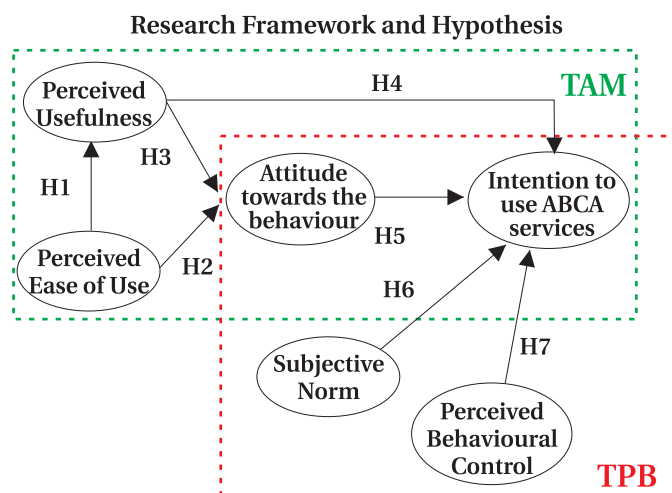 Research Framework and Hypothesis
TAM
H4
Perceived
Usefulness
H3
H1
Attitude
towards the
behaviour
Intention to
use ABCA
services
H5
Perceived
Ease of Use
H2
H6
Subjective
Norm
H7
Perceived
Behavioural
Control
TPB